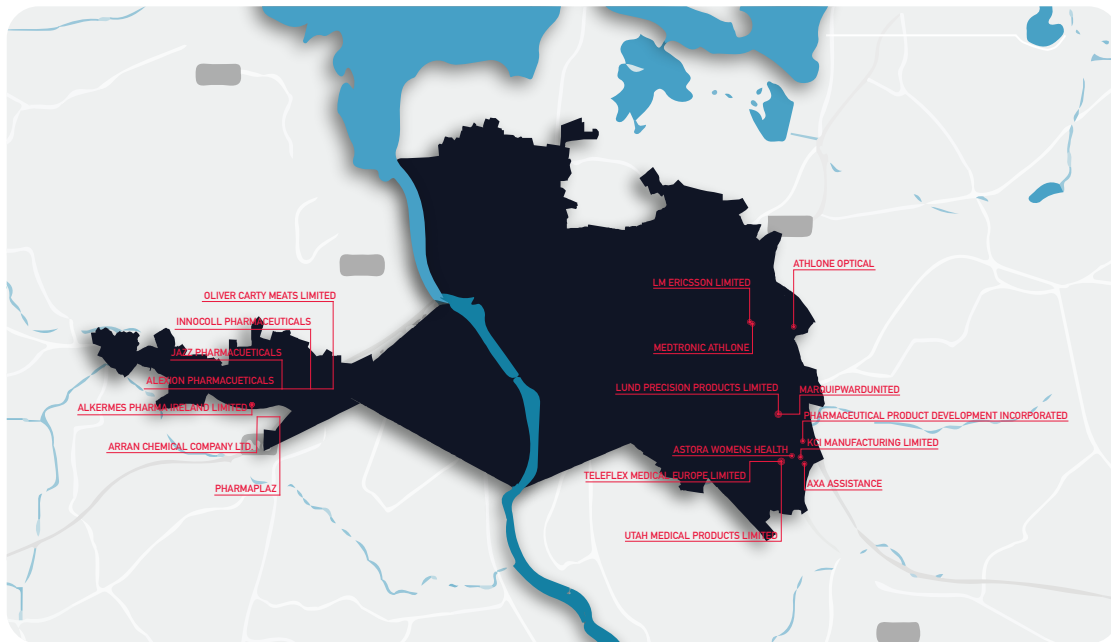 ATHLONE OPTICAL
LM ERICSSON LIMITED
OLIVER CARTY MEATS LIMITED
INNOCOLL PHARMACEUTICALS
MEDTRONIC ATHLONE
JAZZ PHARMACUETICALS
ALEXION PHARMACUETICALS
LUND PRECISION PRODUCTS LIMITED
MARQUIPWARDUNITED
ALKERMES PHARMA IRELAND LIMITED
PHARMACEUTICAL PRODUCT DEVELOPMENT INCORPORATED
KCI MANUFACTURING LIMITED
ARRAN CHEMICAL COMPANY LTD.
ASTORA WOMENS HEALTH
TELEFLEX MEDICAL EUROPE LIMITED
AXA ASSISTANCE
PHARMAPLAZ
UTAH MEDICAL PRODUCTS LIMITED